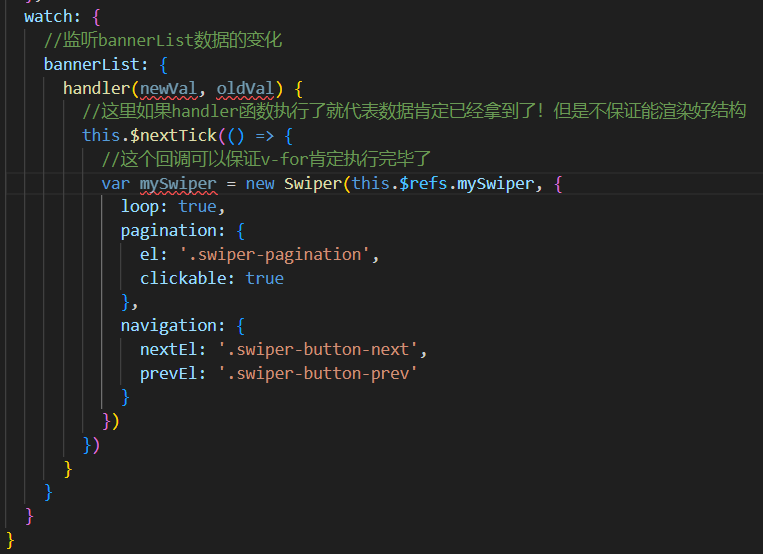 watch: {
//监听bannerList数据的变化
bannerList: {
handler(newVal, oldVal) {
//这里如果handler函数执行了就代表数据肯定已经拿到了！但是不保证能渲染好结构
this.$nextTick(() => {
//这个回调可以保证v-for肯定执行完毕了
var mySwiper = new Swiper(this.$refs.mySwiper, {
loop: true,
pagination: {
el: '.swiper-pagination',
clickable: true
},
navigation: {
nextEl: '.swiper-button-next',
prevEl: '.swiper-button-prev'
}
})
})
}
}
}
}